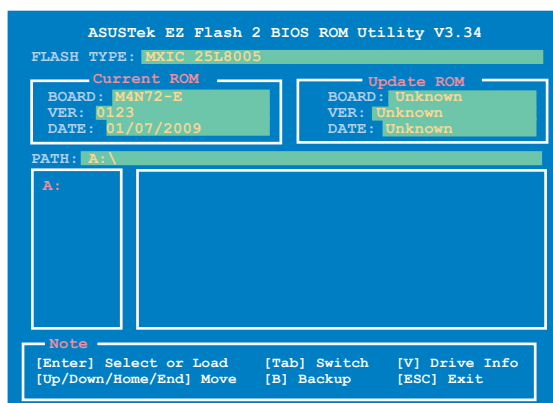 ASUSTek EZ Flash 2 BIOS ROM Utility V3.34
FLASH TYPE: MXIC 25L8005
Current ROM
BOARD: M4N72-E
VER: 0123
DATE: 01/07/2009
Update ROM
BOARD: Unknown
VER: Unknown
DATE: Unknown
PATH: A:\
A:
Note
[Enter] Select or Load [Tab] Switch [V] Drive Info
[Up/Down/Home/End] Move [B] Backup [ESC] Exit